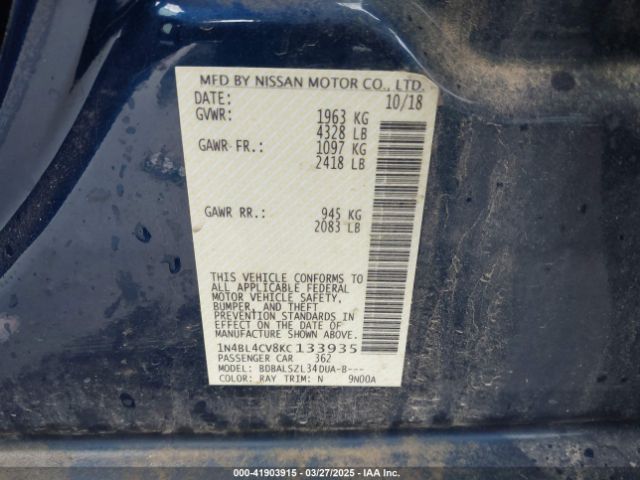 MFD BY NISSAN MOTOR CO., LTD.
DATE: 10/18
GVWR: 1963 KG
4328 LB
GAWR FR.: 1097 KG
2418 LB
GAWR RR.: 945 KG
2083 LB
THIS VEHICLE CONFORMS TO
ALL APPLICABLE FEDERAL
MOTOR VEHICLE SAFETY,
BUMPER, AND THEFT
PREVENTION STANDARDS IN
EFFECT ON THE DATE OF
MANUFACTURE SHOWN ABOVE.
1N4BL4CV8KC 133935
PASSENGER CAR 362
MODEL: BDBALSZL34DUA-B---
COLOR: RAY TRIM: N 9N00A
000-41903915 -- 03/27/2025 -- IAA Inc.